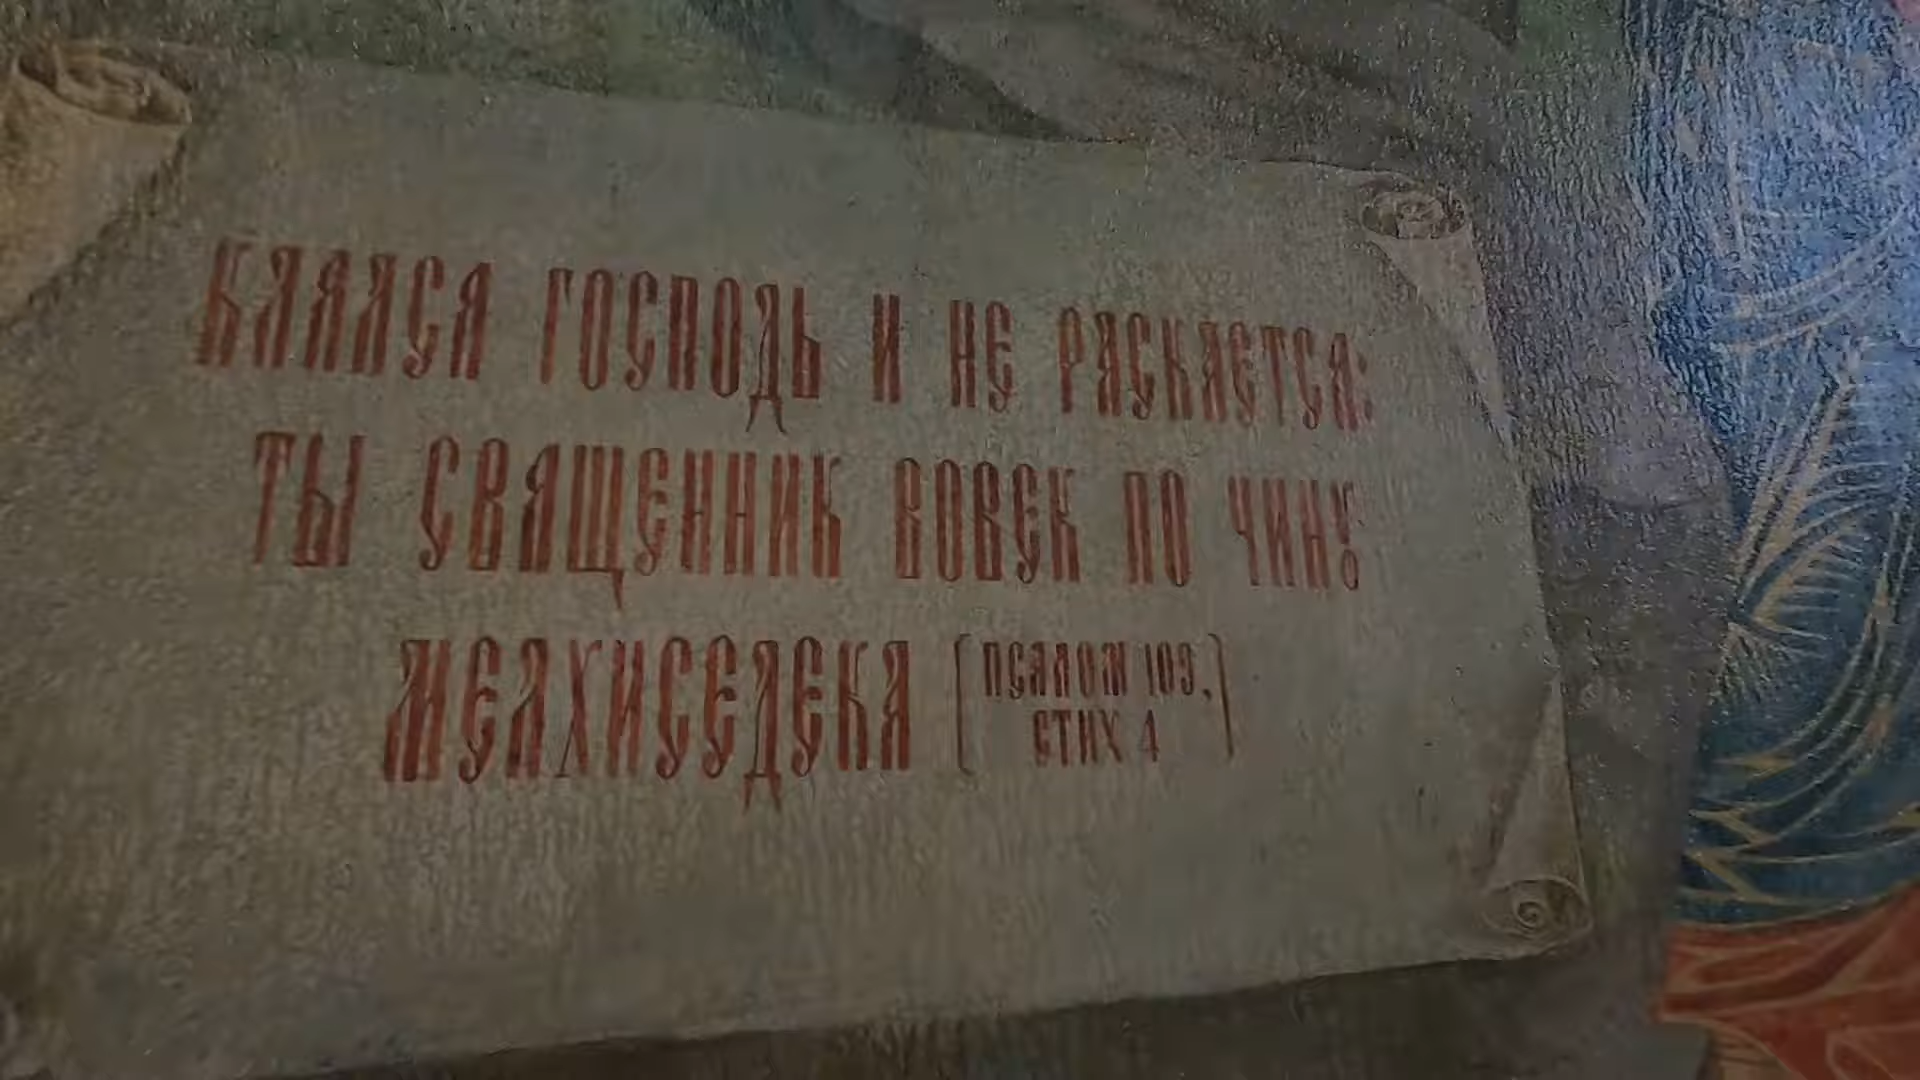 КЛЯЛСЯ ГОСПОДЬ И НЕ РАСКАЕТСЯ:
ТЫ СВЯЩЕННИК ВОВЕК ПО ЧИНУ
МЕЛХИСЕДЕКА (ПСАЛОМ 109,
СТИХ 4)